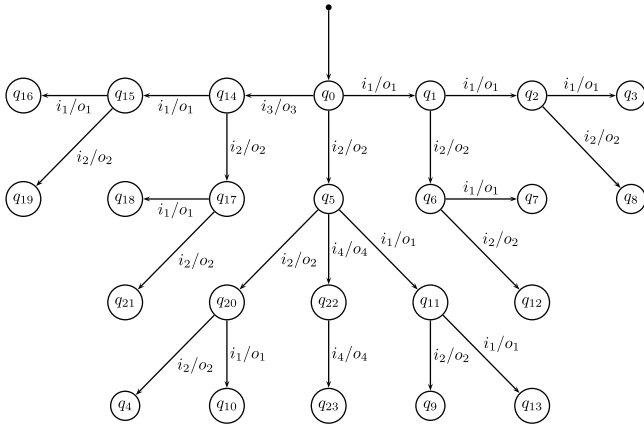 i₁/o₁ i₁/o₁ i₃/o₃ i₁/o₁ i₁/o₁ i₁/o₁
q₁₆ q₁₅ q₁₄ q₀ q₁ q₂ q₃
i₂/o₂ i₂/o₂ i₂/o₂ i₂/o₂ i₂/o₂
q₁₉ q₁₈ i₁/o₁ q₁₇ q₅ q₆ i₁/o₁ q₇ q₈
i₂/o₂ i₂/o₂ i₄/o₄ i₁/o₁ i₂/o₂
q₂₁ q₂₀ q₂₂ q₁₁ q₁₂
i₂/o₂ i₁/o₁ i₄/o₄ i₂/o₂ i₁/o₁
q₄ q₁₀ q₂₃ q₉ q₁₃